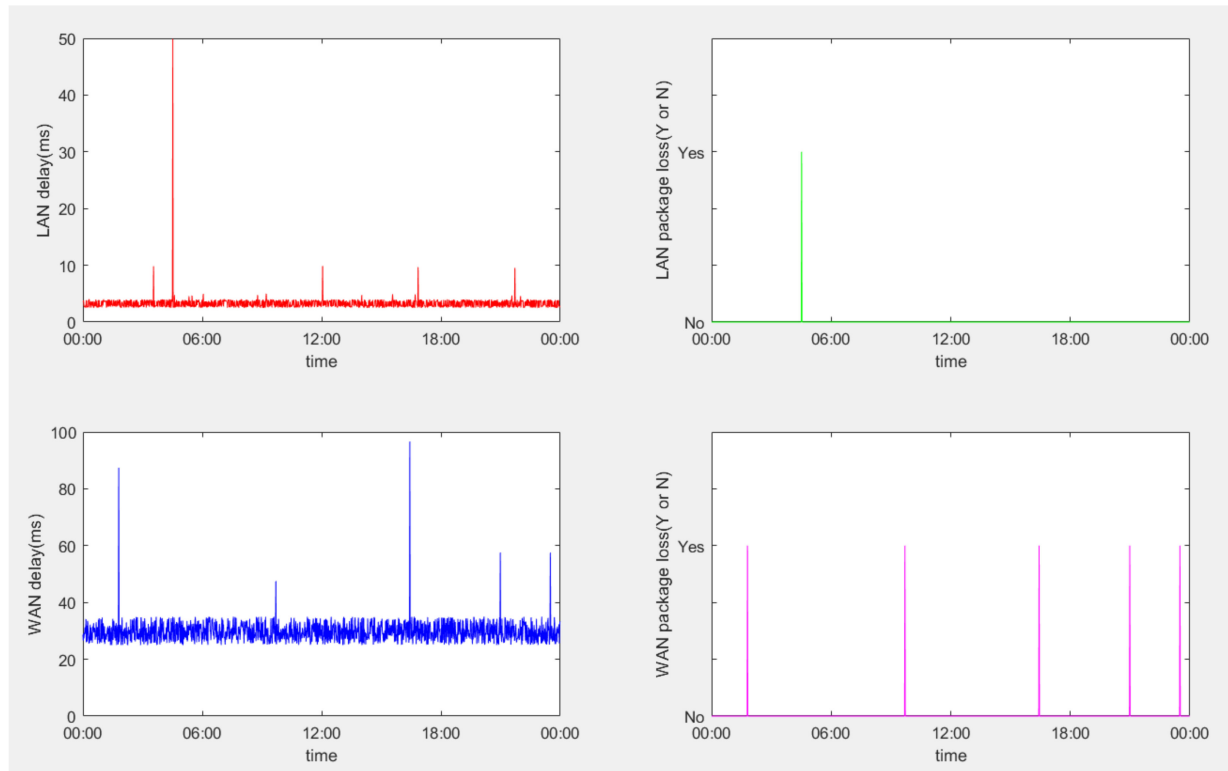 50
40
30
20
10
0
LAN delay(ms)
00:00 06:00 12:00 18:00 00:00
time
Yes
No
LAN package loss(Y or N)
00:00 06:00 12:00 18:00 00:00
time
100
80
60
40
20
0
WAN delay(ms)
00:00 06:00 12:00 18:00 00:00
time
Yes
No
WAN package loss(Y or N)
00:00 06:00 12:00 18:00 00:00
time